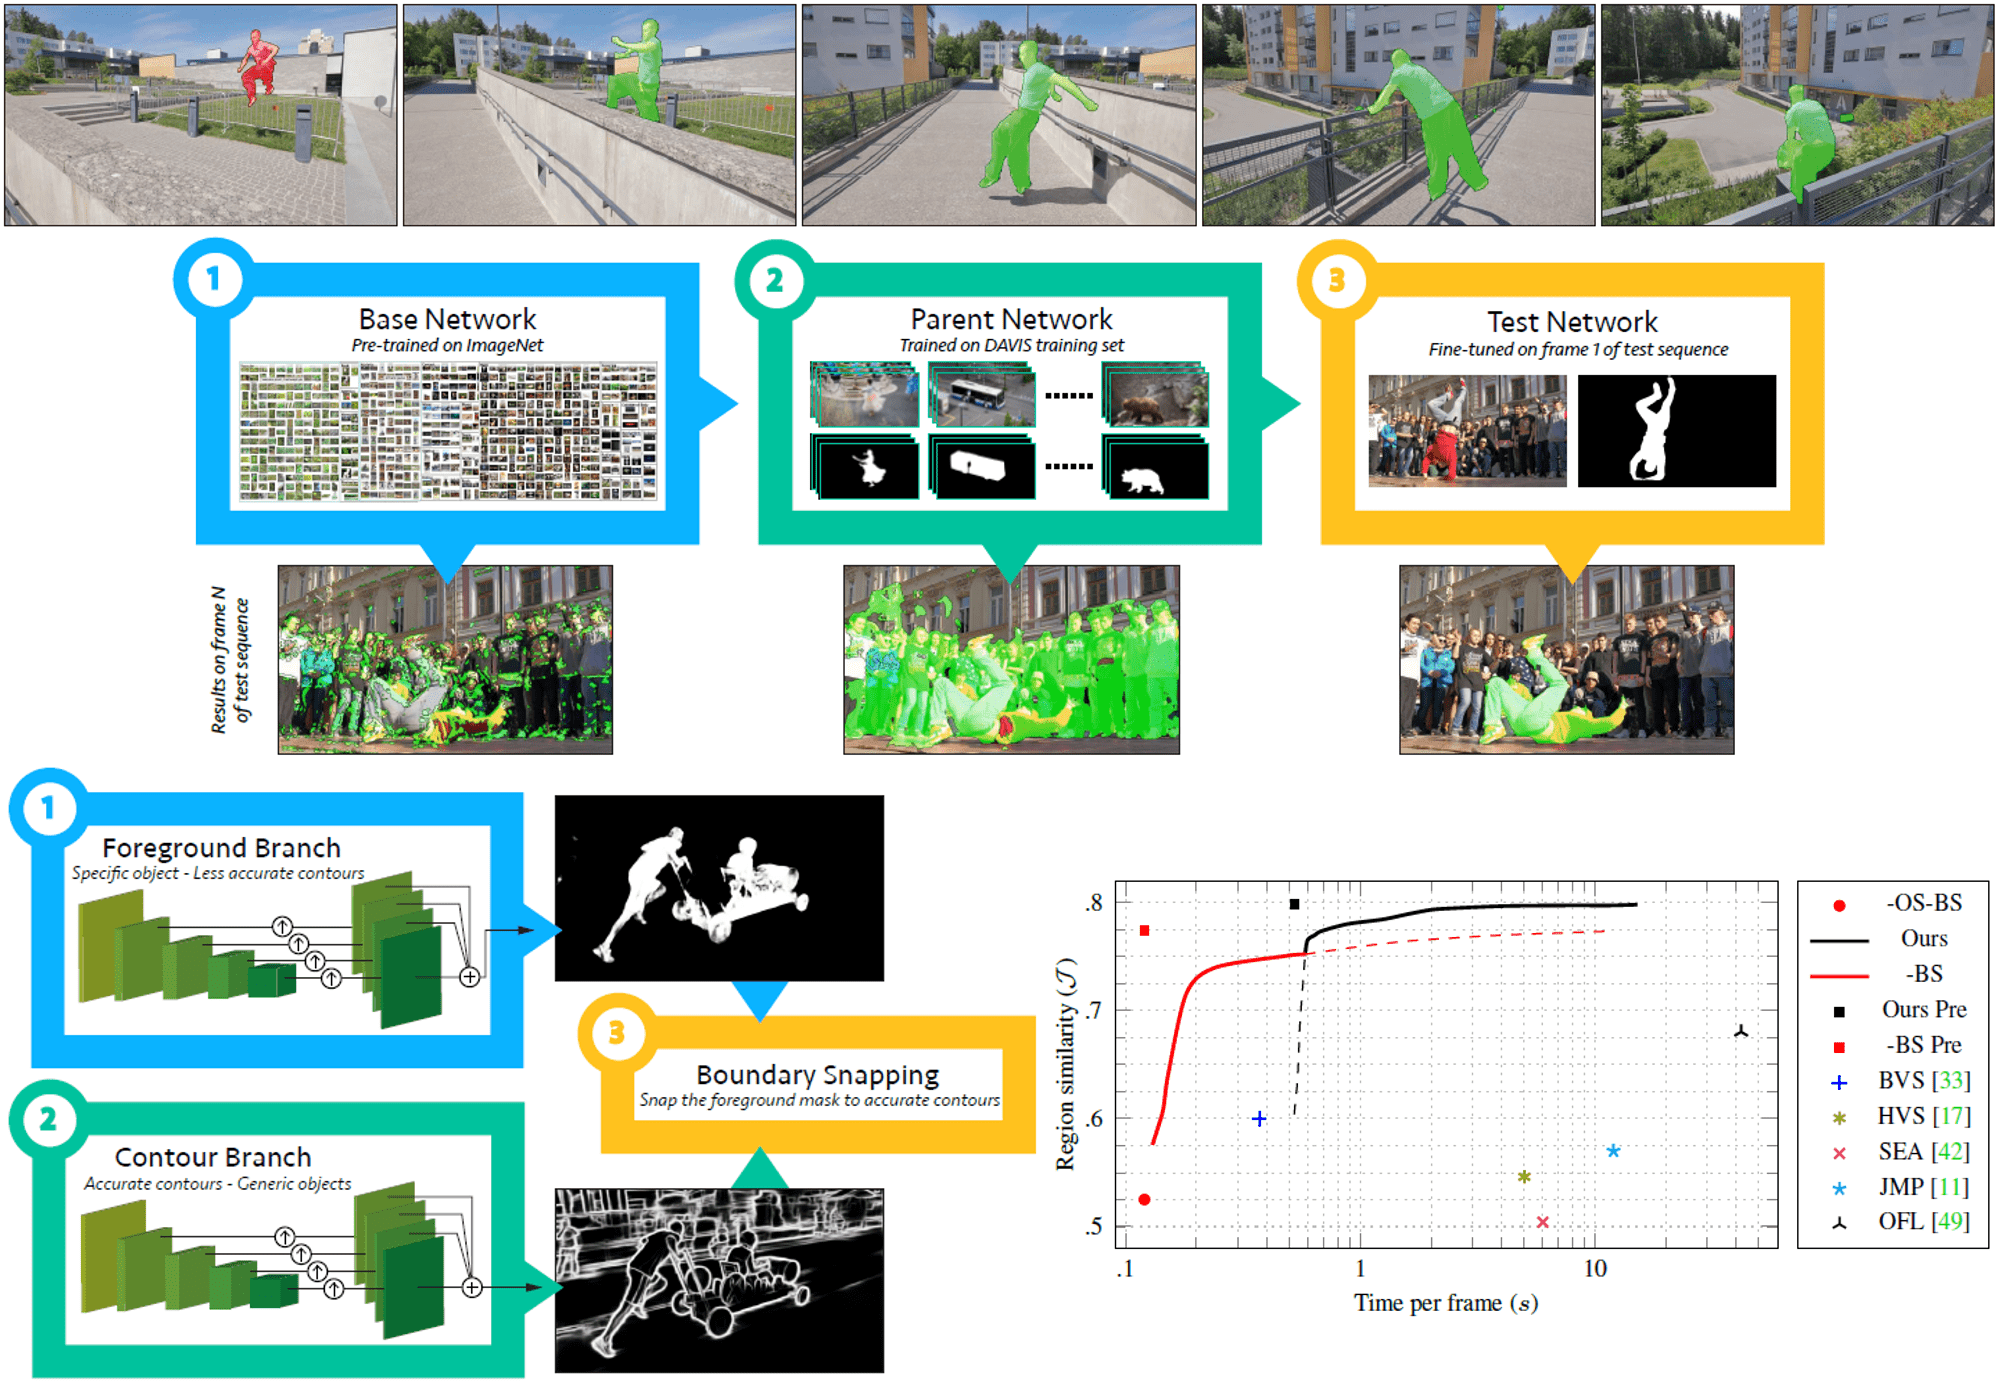 1
Base Network
Pre-trained on ImageNet
2
Parent Network
Trained on DAVIS training set
3
Test Network
Fine-tuned on frame 1 of test sequence
Results on frame N
of test sequence
1
Foreground Branch
Specific object - Less accurate contours
2
Contour Branch
Accurate contours - Generic objects
3
Boundary Snapping
Snap the foreground mask to accurate contours
Region similarity (𝒥)
.8
.7
.6
.5
.1
1
10
Time per frame (s)
-OS-BS
Ours
-BS
Ours Pre
-BS Pre
BVS [33]
HVS [17]
SEA [42]
JMP [11]
OFL [49]